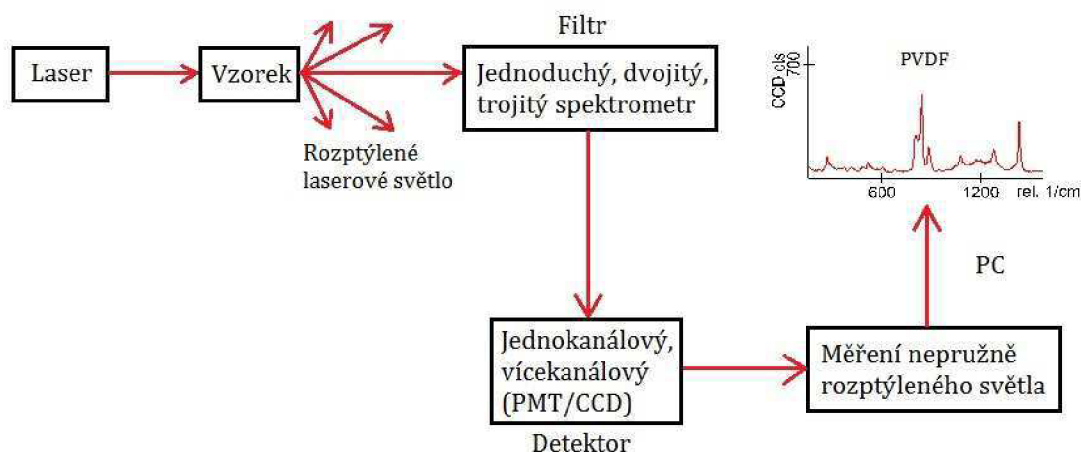 Laser
Vzorek
Rozptýlené
laserové světlo
Filtr
Jednoduchý, dvojitý,
trojitý spektrometr
Jednokanálový,
vícekanálový
(PMT/CCD)
Detektor
Měření nepružně
rozptýleného světla
PC
PVDF
CCD cts
700
600
1200
rel. 1/cm